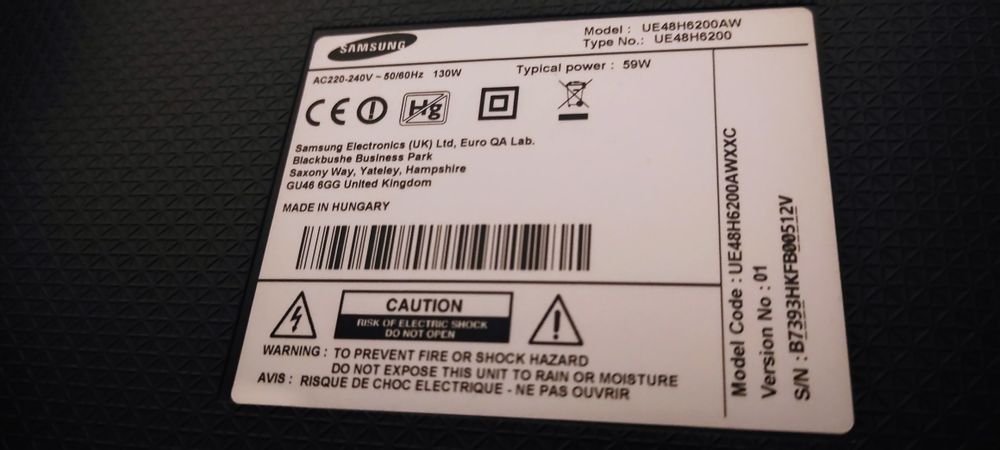 SAMSUNG
Model : UE48H6200AW
Type No.: UE48H6200
AC220-240V ~ 50/60Hz 130W
Typical power : 59W
CE
Hg
Samsung Electronics (UK) Ltd, Euro QA Lab.
Blackbushe Business Park
Saxony Way, Yateley, Hampshire
GU46 6GG United Kingdom
MADE IN HUNGARY
CAUTION
RISK OF ELECTRIC SHOCK
DO NOT OPEN
WARNING : TO PREVENT FIRE OR SHOCK HAZARD
DO NOT EXPOSE THIS UNIT TO RAIN OR MOISTURE
AVIS : RISQUE DE CHOC ELECTRIQUE - NE PAS OUVRIR
Model Code : UE48H6200AWXXC
Version No : 01
S/N : B7393HKFB00512V